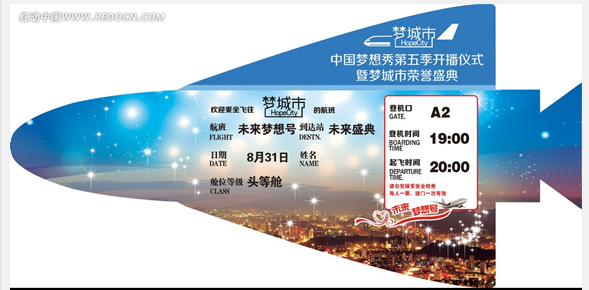 红动中国 WWW.REDOCN.COM
梦城市
HopeCity
中国梦想秀第五季开播仪式
暨梦城市荣誉盛典
欢迎乘坐飞往 梦城市 HopeCity 的航班
航班 FLIGHT 未来梦想号 到达站 DESTN. 未来盛典
日期 DATE 8月31日 姓名 NAME
舱位等级 CLASS 头等舱
登机口 GATE. A2
登机时间 BOARDING TIME 19:00
起飞时间 DEPARTURE TIME. 20:00
请自觉接受安全检查
每人一票，进门一次有效
未来梦想号